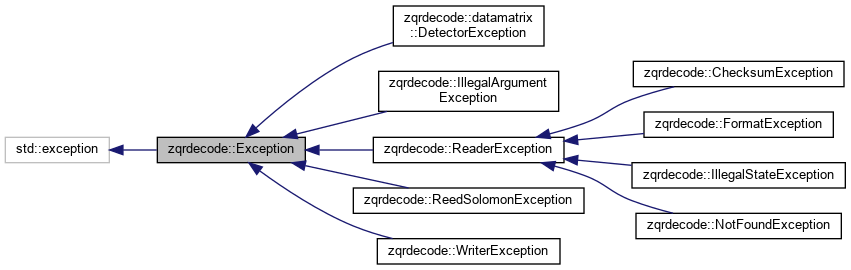 std::exception
zqrdecode::Exception
zqrdecode::datamatrix
::DetectorException
zqrdecode::IllegalArgument
Exception
zqrdecode::ReaderException
zqrdecode::ReedSolomonException
zqrdecode::WriterException
zqrdecode::ChecksumException
zqrdecode::FormatException
zqrdecode::IllegalStateException
zqrdecode::NotFoundException